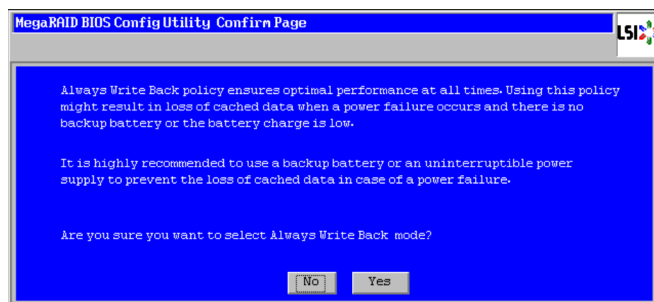 MegaRAID BIOS Config Utility Confirm Page
LSI
Always Write Back policy ensures optimal performance at all times. Using this policy
might result in loss of cached data when a power failure occurs and there is no
backup battery or the battery charge is low.
It is highly recommended to use a backup battery or an uninterruptible power
supply to prevent the loss of cached data in case of a power failure.
Are you sure you want to select Always Write Back mode?
No
Yes